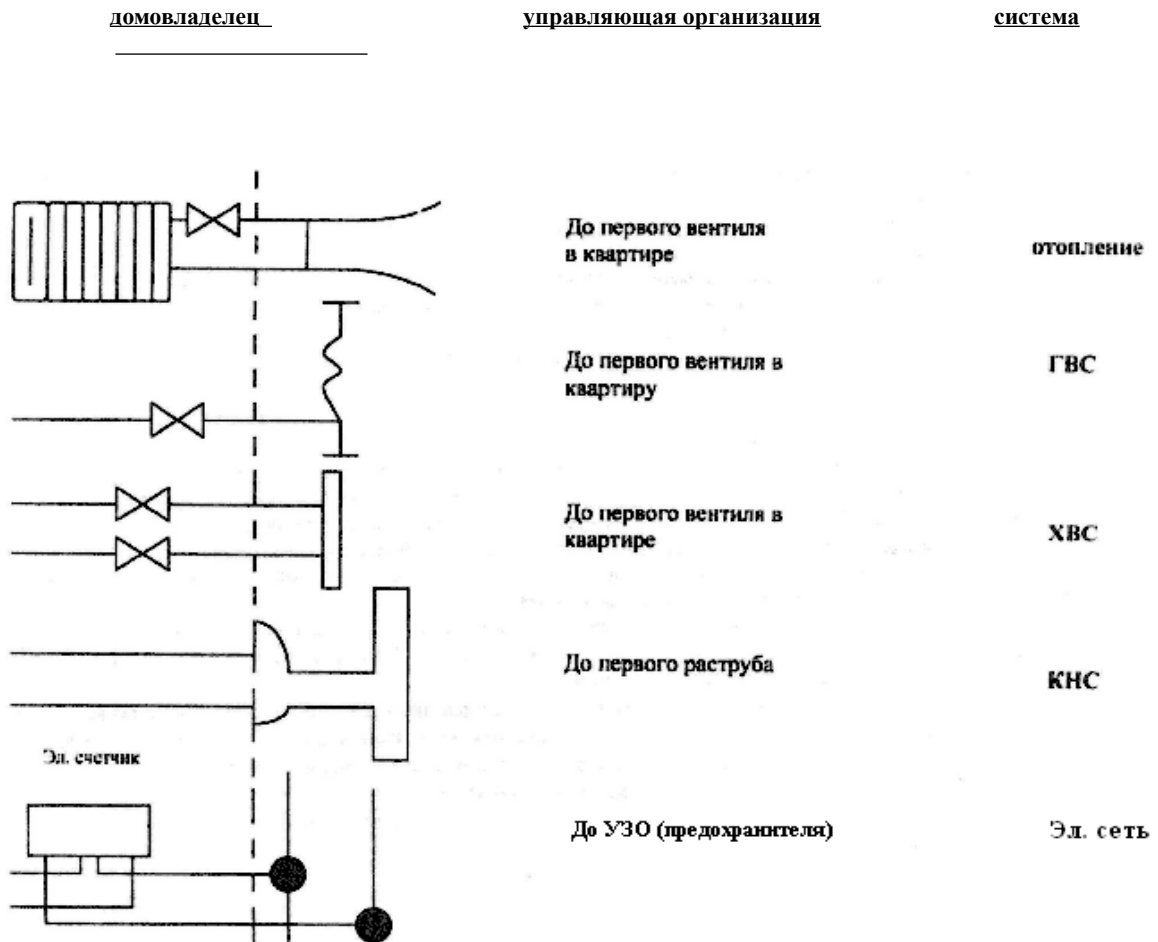 домовладелец управляющая организация система
До первого вентиля
в квартире
отопление
До первого вентиля в
квартиру
ГВС
До первого вентиля в
квартире
ХВС
До первого раструба
КНС
Эл. счетчик
До УЗО (предохранителя)
Эл. сеть